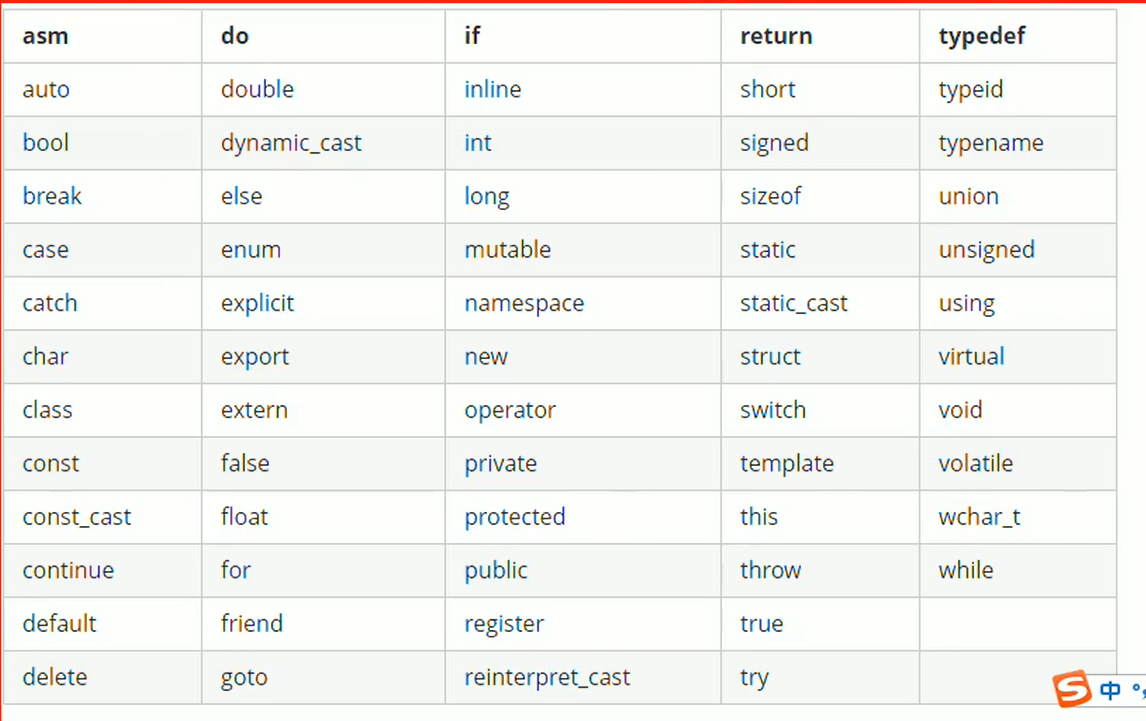 asm do if return typedef
auto double inline short typeid
bool dynamic_cast int signed typename
break else long sizeof union
case enum mutable static unsigned
catch explicit namespace static_cast using
char export new struct virtual
class extern operator switch void
const false private template volatile
const_cast float protected this wchar_t
continue for public throw while
default friend register true
delete goto reinterpret_cast try
S 中 °,